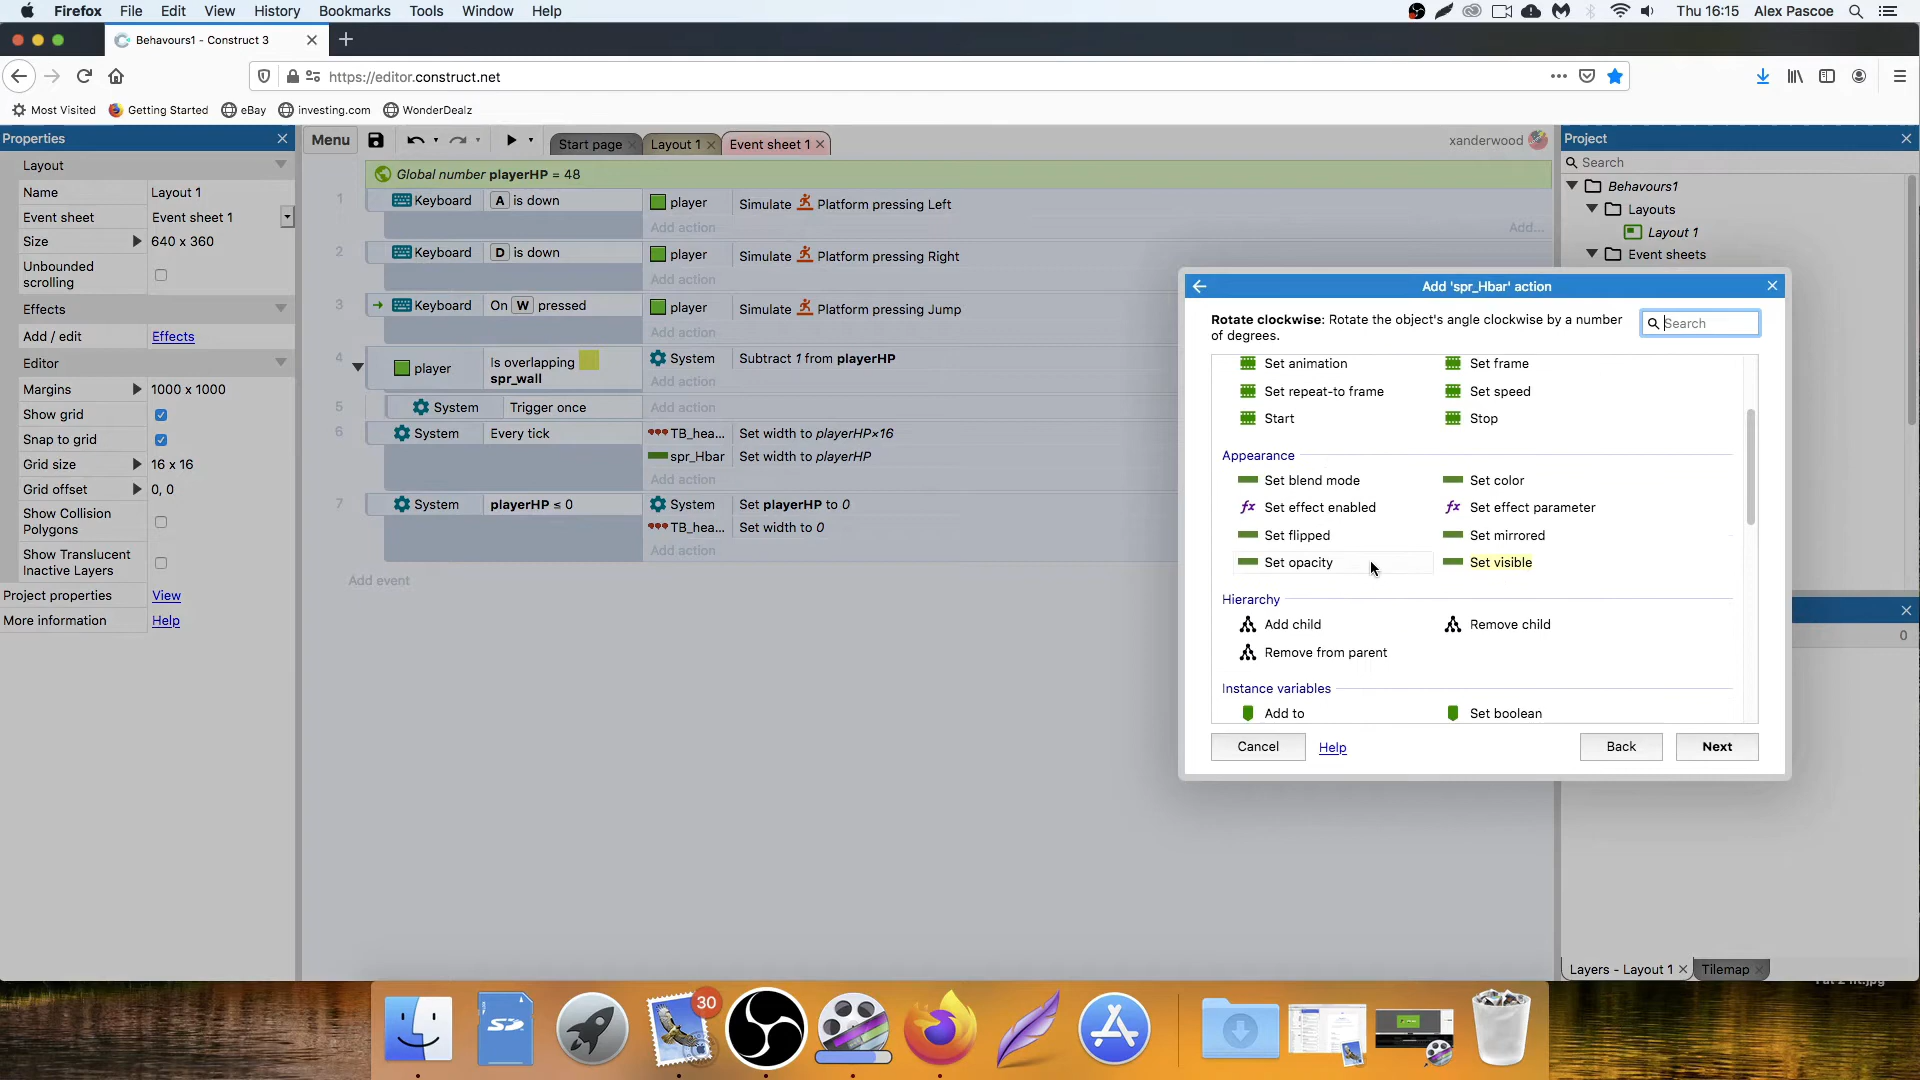 Firefox File Edit View History Bookmarks Tools Window Help Thu 16:15 Alex Pascoe
Behavours1 - Construct 3
https://editor.construct.net
Most Visited Getting Started eBay investing.com WonderDealz
Properties
Layout
Name Layout 1
Event sheet Event sheet 1
Size 640 x 360
Unbounded
scrolling
Effects
Add / edit Effects
Editor
Margins 1000 x 1000
Show grid
Snap to grid
Grid size 16 x 16
Grid offset 0, 0
Show Collision
Polygons
Show Translucent
Inactive Layers
Project properties View
More information Help
Menu Start page Layout 1 Event sheet 1 xanderwood
Global number playerHP = 48
1 Keyboard A is down player Simulate Platform pressing Left
Add action Add...
2 Keyboard D is down player Simulate Platform pressing Right
Add action
3 Keyboard On W pressed player Simulate Platform pressing Jump
Add action
4 player Is overlapping spr_wall System Subtract 1 from playerHP
Add action
5 System Trigger once Add action
6 System Every tick TB_hea... Set width to playerHP×16
spr_Hbar Set width to playerHP
Add action
7 System playerHP ≤ 0 System Set playerHP to 0
TB_hea... Set width to 0
Add action
Add event
Project
Search
Behavours1
Layouts
Layout 1
Event sheets
Add 'spr_Hbar' action
Rotate clockwise: Rotate the object's angle clockwise by a number
of degrees.
Search
Set animation Set frame
Set repeat-to frame Set speed
Start Stop
Appearance
Set blend mode Set color
fx Set effect enabled fx Set effect parameter
Set flipped Set mirrored
Set opacity Set visible
Hierarchy
Add child Remove child
Remove from parent
Instance variables
Add to Set boolean
Cancel Help Back Next
0
Layers - Layout 1 Tilemap
SD
30